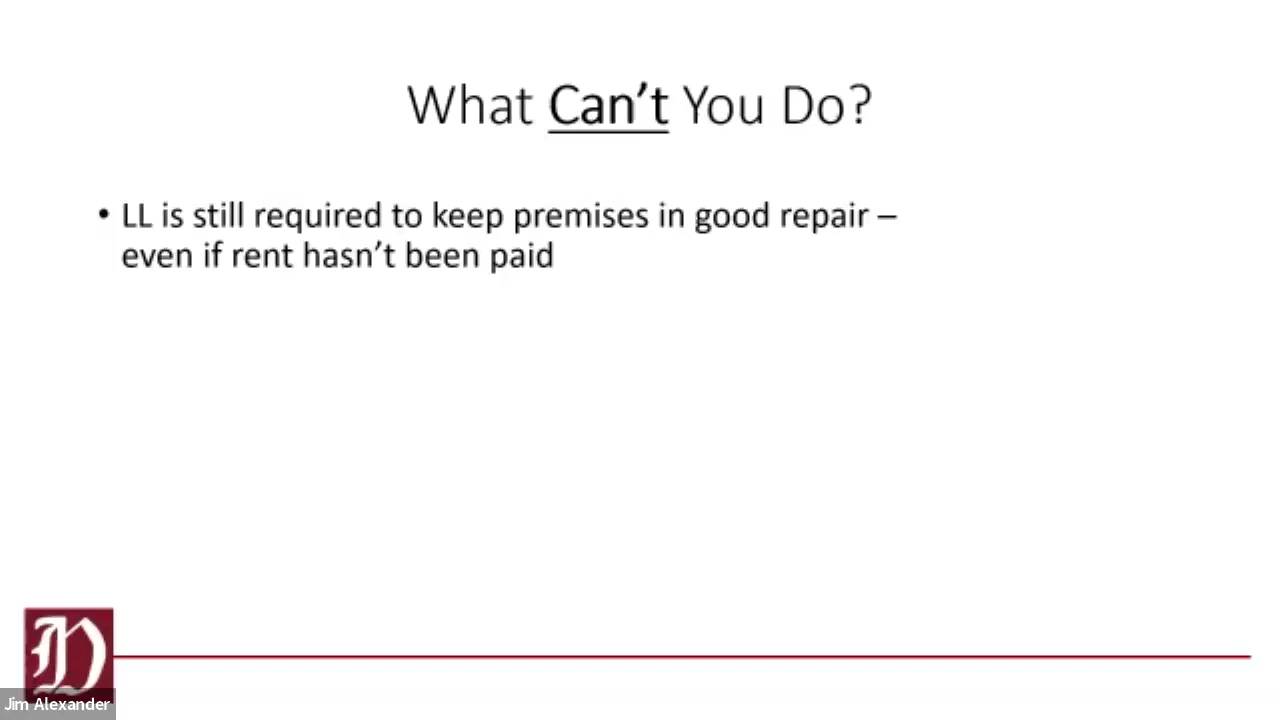 What Can't You Do?
• LL is still required to keep premises in good repair –
even if rent hasn't been paid
D
Jim Alexander